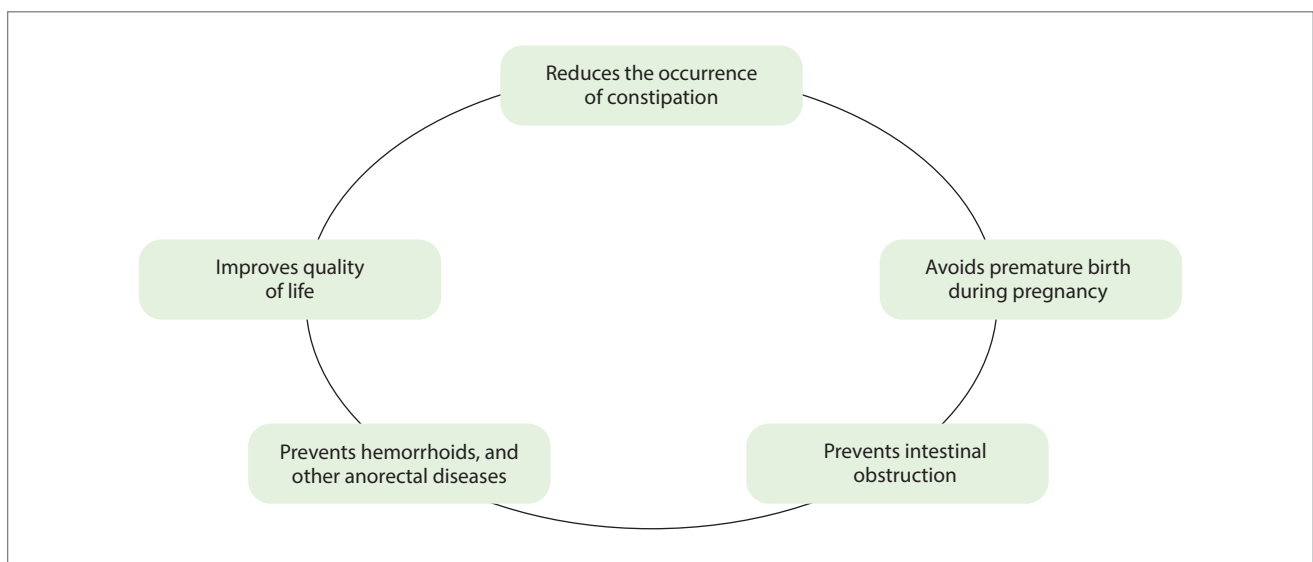 Reduces the occurrence
of constipation
Improves quality
of life
Avoids premature birth
during pregnancy
Prevents hemorrhoids, and
other anorectal diseases
Prevents intestinal
obstruction